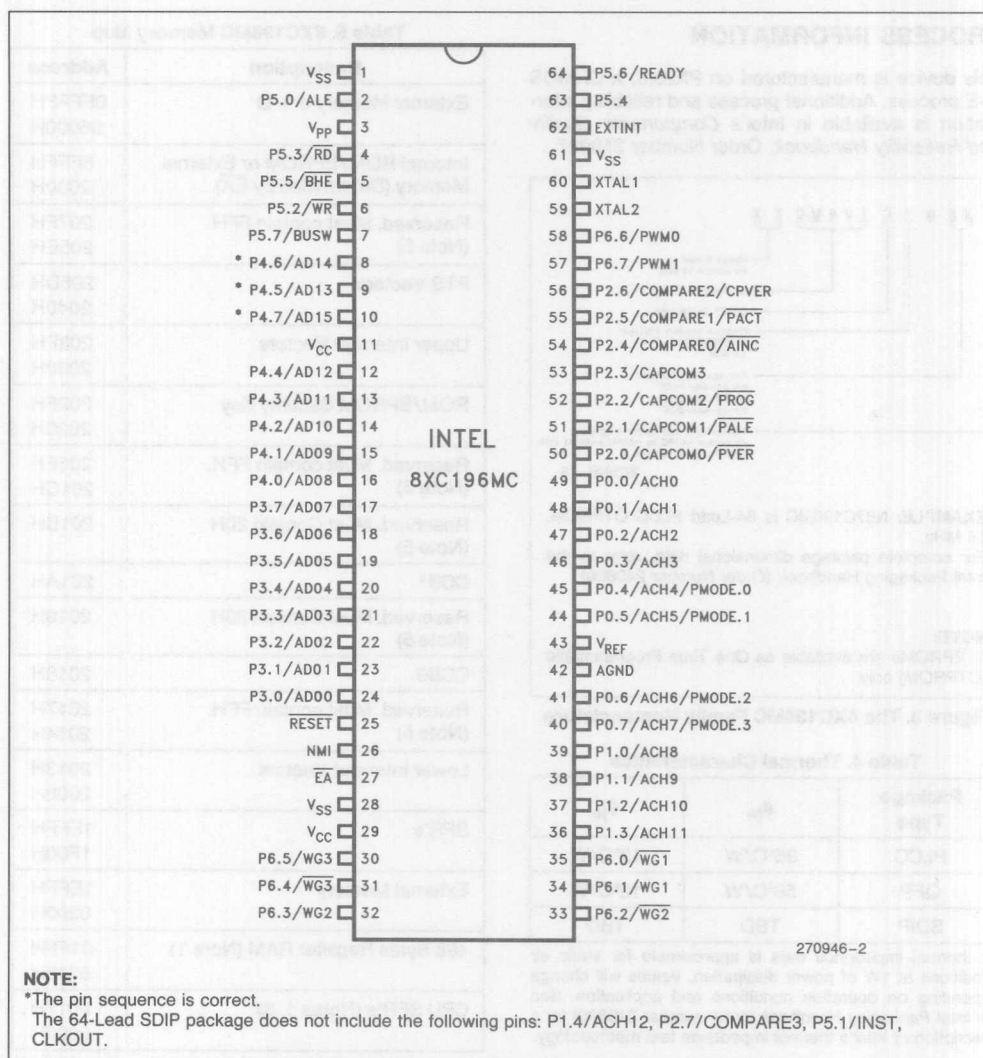 V_SS 1
P5.0/ALE 2
V_PP 3
P5.3/RD 4
P5.5/BHE 5
P5.2/WR 6
P5.7/BUSW 7
* P4.6/AD14 8
* P4.5/AD13 9
* P4.7/AD15 10
V_CC 11
P4.4/AD12 12
P4.3/AD11 13
P4.2/AD10 14
P4.1/AD09 15
P4.0/AD08 16
P3.7/AD07 17
P3.6/AD06 18
P3.5/AD05 19
P3.4/AD04 20
P3.3/AD03 21
P3.2/AD02 22
P3.1/AD01 23
P3.0/AD00 24
RESET 25
NMI 26
EA 27
V_SS 28
V_CC 29
P6.5/WG3 30
P6.4/WG3 31
P6.3/WG2 32
INTEL
8XC196MC
64 P5.6/READY
63 P5.4
62 EXTINT
61 V_SS
60 XTAL1
59 XTAL2
58 P6.6/PWM0
57 P6.7/PWM1
56 P2.6/COMPARE2/CPVER
55 P2.5/COMPARE1/PACT
54 P2.4/COMPARE0/AINC
53 P2.3/CAPCOM3
52 P2.2/CAPCOM2/PROG
51 P2.1/CAPCOM1/PALE
50 P2.0/CAPCOM0/PVER
49 P0.0/ACH0
48 P0.1/ACH1
47 P0.2/ACH2
46 P0.3/ACH3
45 P0.4/ACH4/PMODE.0
44 P0.5/ACH5/PMODE.1
43 V_REF
42 AGND
41 P0.6/ACH6/PMODE.2
40 P0.7/ACH7/PMODE.3
39 P1.0/ACH8
38 P1.1/ACH9
37 P1.2/ACH10
36 P1.3/ACH11
35 P6.0/WG1
34 P6.1/WG1
33 P6.2/WG2
270946-2
NOTE:
*The pin sequence is correct.
The 64-Lead SDIP package does not include the following pins: P1.4/ACH12, P2.7/COMPARE3, P5.1/INST,
CLKOUT.